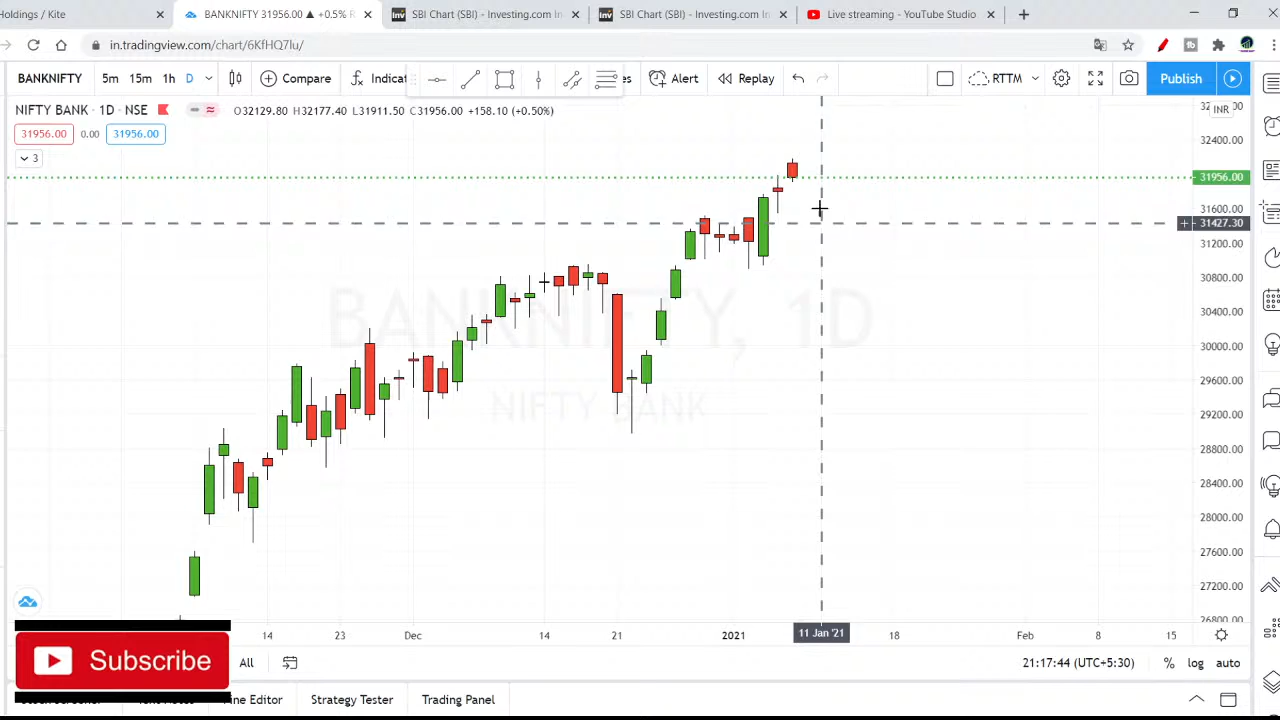 Holdings / Kite
BANKNIFTY 31956.00 ▲ +0.5% R
SBI Chart (SBI) - Investing.com In
SBI Chart (SBI) - Investing.com In
Live streaming - YouTube Studio
in.tradingview.com/chart/6KfHQ7lu/
BANKNIFTY 5m 15m 1h D Compare Indicat es Alert Replay RTTM Publish
NIFTY BANK · 1D · NSE O32129.80 H32177.40 L31911.50 C31956.00 +158.10 (+0.50%)
INR
31956.00 0.00 31956.00
3
32400.00
31956.00
31600.00
31427.30
31200.00
30800.00
30400.00
30000.00
29600.00
29200.00
28800.00
28400.00
28000.00
27600.00
27200.00
26800.00
BANKNIFTY, 1D
NIFTY BANK
14 23 Dec 14 21 2021 11 Jan '21 18 Feb 8 15
Subscribe
All
21:17:44 (UTC+5:30) % log auto
ine Editor Strategy Tester Trading Panel